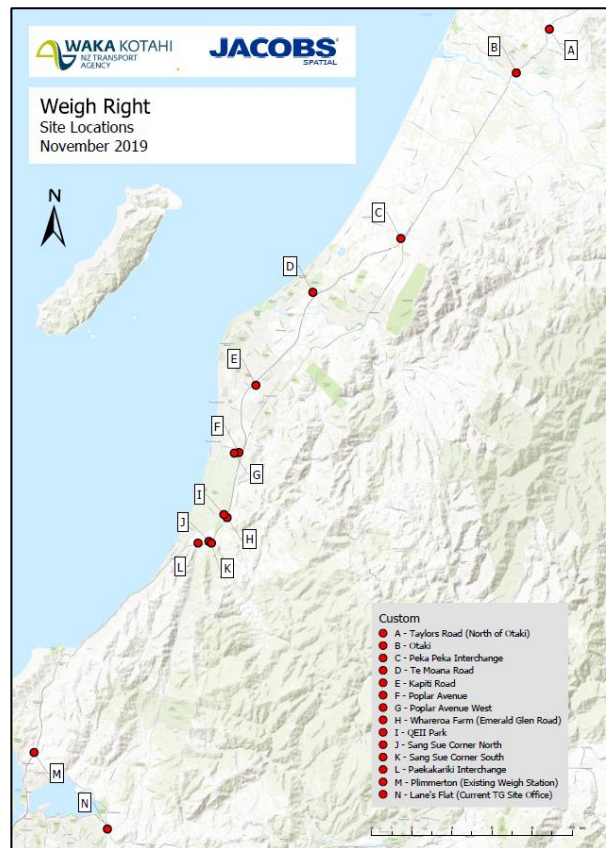 WAKA KOTAHI
NZ TRANSPORT
AGENCY
JACOBS
SPATIAL
Weigh Right
Site Locations
November 2019
N
A
B
C
D
E
F
G
I
H
J
K
L
M
N
Custom
A - Taylors Road (North of Otaki)
B - Otaki
C - Peka Peka Interchange
D - Te Moana Road
E - Kapiti Road
F - Poplar Avenue
G - Poplar Avenue West
H - Whareroa Farm (Emerald Glen Road)
I - QEII Park
J - Sang Sue Corner North
K - Sang Sue Corner South
L - Paekakariki Interchange
M - Plimmerton (Existing Weigh Station)
N - Lane's Flat (Current TG Site Office)